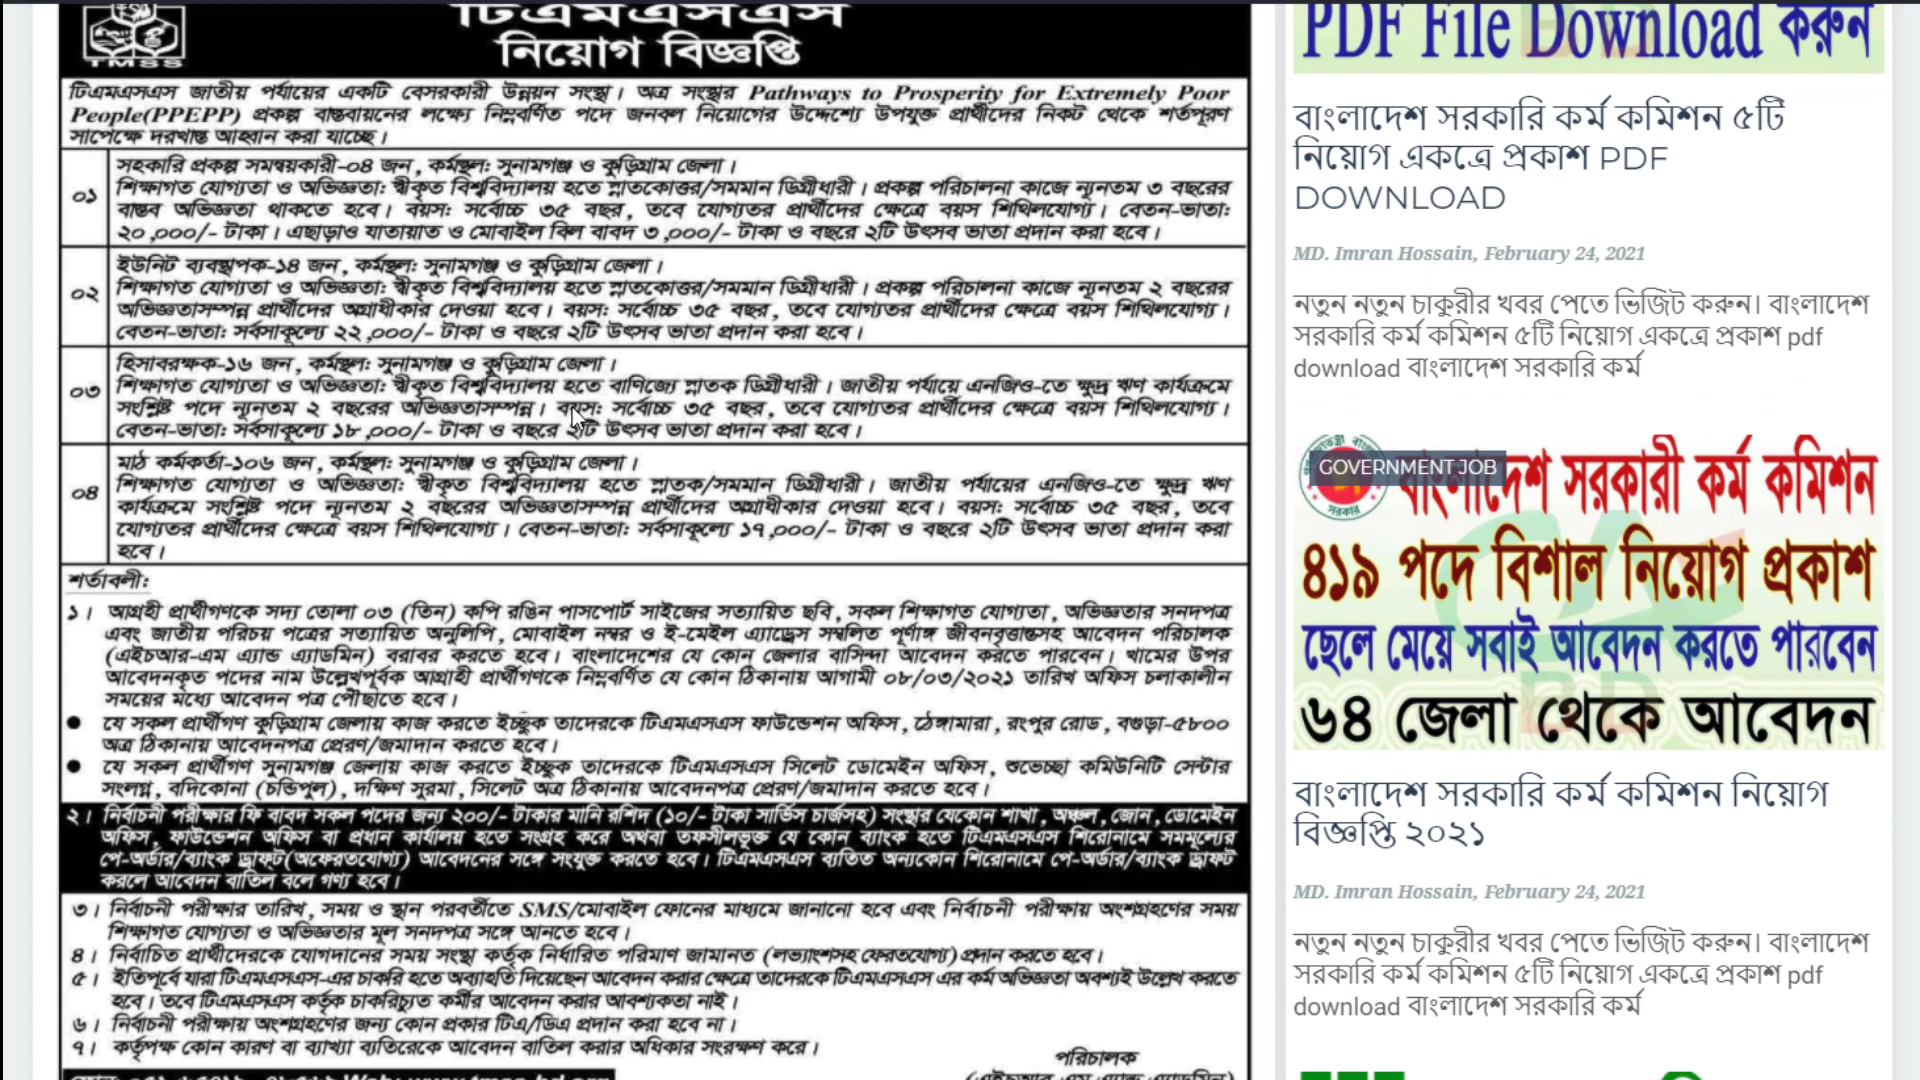 টিএমএসএস
নিয়োগ বিজ্ঞপ্তি
TMSS
টিএমএসএস জাতীয় পর্যায়ের একটি বেসরকারী উন্নয়ন সংস্থা। অত্র সংস্থার Pathways to Prosperity for Extremely Poor
People(PPEPP) প্রকল্প বাস্তবায়নের লক্ষ্যে নিম্নবর্ণিত পদে জনবল নিয়োগের উদ্দেশ্যে উপযুক্ত প্রার্থীদের নিকট থেকে শর্তপূরণ
সাপেক্ষে দরখাস্ত আহ্বান করা যাচ্ছে।
০১
সহকারি প্রকল্প সমন্বয়কারী-০৪ জন, কর্মস্থল: সুনামগঞ্জ ও কুড়িগ্রাম জেলা।
শিক্ষাগত যোগ্যতা ও অভিজ্ঞতা: স্বীকৃত বিশ্ববিদ্যালয় হতে স্নাতকোত্তর/সমমান ডিগ্রীধারী। প্রকল্প পরিচালনা কাজে ন্যূনতম ৩ বছরের
বাস্তব অভিজ্ঞতা থাকতে হবে। বয়স: সর্বোচ্চ ৩৫ বছর, তবে যোগ্যতর প্রার্থীদের ক্ষেত্রে বয়স শিথিলযোগ্য। বেতন-ভাতা:
২০,০০০/- টাকা। এছাড়াও যাতায়াত ও মোবাইল বিল বাবদ ৩,০০০/- টাকা ও বছরে ২টি উৎসব ভাতা প্রদান করা হবে।
০২
ইউনিট ব্যবস্থাপক-১৪ জন, কর্মস্থল: সুনামগঞ্জ ও কুড়িগ্রাম জেলা।
শিক্ষাগত যোগ্যতা ও অভিজ্ঞতা: স্বীকৃত বিশ্ববিদ্যালয় হতে স্নাতকোত্তর/সমমান ডিগ্রীধারী। প্রকল্প পরিচালনা কাজে ন্যূনতম ২ বছরের
অভিজ্ঞতাসম্পন্ন প্রার্থীদের অগ্রাধীকার দেওয়া হবে। বয়স: সর্বোচ্চ ৩৫ বছর, তবে যোগ্যতর প্রার্থীদের ক্ষেত্রে বয়স শিথিলযোগ্য।
বেতন-ভাতা: সর্বসাকূল্যে ২২,০০০/- টাকা ও বছরে ২টি উৎসব ভাতা প্রদান করা হবে।
০৩
হিসাবরক্ষক-১৬ জন, কর্মস্থল: সুনামগঞ্জ ও কুড়িগ্রাম জেলা।
শিক্ষাগত যোগ্যতা ও অভিজ্ঞতা: স্বীকৃত বিশ্ববিদ্যালয় হতে বাণিজ্যে স্নাতক ডিগ্রীধারী। জাতীয় পর্যায়ে এনজিও-তে ক্ষুদ্র ঋণ কার্যক্রমে
সংশ্লিষ্ট পদে ন্যূনতম ২ বছরের অভিজ্ঞতাসম্পন্ন। বয়স: সর্বোচ্চ ৩৫ বছর, তবে যোগ্যতর প্রার্থীদের ক্ষেত্রে বয়স শিথিলযোগ্য।
বেতন-ভাতা: সর্বসাকূল্যে ১৮,০০০/- টাকা ও বছরে ২টি উৎসব ভাতা প্রদান করা হবে।
০৪
মাঠ কর্মকর্তা-১০৬ জন, কর্মস্থল: সুনামগঞ্জ ও কুড়িগ্রাম জেলা।
শিক্ষাগত যোগ্যতা ও অভিজ্ঞতা: স্বীকৃত বিশ্ববিদ্যালয় হতে স্নাতক/সমমান ডিগ্রীধারী। জাতীয় পর্যায়ের এনজিও-তে ক্ষুদ্র ঋণ
কার্যক্রমে সংশ্লিষ্ট পদে ন্যূনতম ২ বছরের অভিজ্ঞতাসম্পন্ন প্রার্থীদের অগ্রাধীকার দেওয়া হবে। বয়স: সর্বোচ্চ ৩৫ বছর, তবে
যোগ্যতর প্রার্থীদের ক্ষেত্রে বয়স শিথিলযোগ্য। বেতন-ভাতা: সর্বসাকূল্যে ১৭,০০০/- টাকা ও বছরে ২টি উৎসব ভাতা প্রদান করা
হবে।
শর্তাবলী:
১। আগ্রহী প্রার্থীগণকে সদ্য তোলা ০৩ (তিন) কপি রঙিন পাসপোর্ট সাইজের সত্যায়িত ছবি, সকল শিক্ষাগত যোগ্যতা, অভিজ্ঞতার সনদপত্র
এবং জাতীয় পরিচয় পত্রের সত্যায়িত অনুলিপি, মোবাইল নম্বর ও ই-মেইল এ্যাড্রেস সম্বলিত পূর্ণাঙ্গ জীবনবৃত্তান্তসহ আবেদন পরিচালক
(এইচআর-এম এ্যান্ড এ্যাডমিন) বরাবর করতে হবে। বাংলাদেশের যে কোন জেলার বাসিন্দা আবেদন করতে পারবেন। খামের উপর
আবেদনকৃত পদের নাম উল্লেখপূর্বক আগ্রহী প্রার্থীগণকে নিম্নবর্ণিত যে কোন ঠিকানায় আগামী ০৮/০৩/২০২১ তারিখ অফিস চলাকালীন
সময়ের মধ্যে আবেদন পত্র পৌঁছাতে হবে।
● যে সকল প্রার্থীগণ কুড়িগ্রাম জেলায় কাজ করতে ইচ্ছুক তাদেরকে টিএমএসএস ফাউন্ডেশন অফিস, ঠেঙ্গামারা, রংপুর রোড, বগুড়া-৫৮০০
অত্র ঠিকানায় আবেদনপত্র প্রেরণ/জমাদান করতে হবে।
● যে সকল প্রার্থীগণ সুনামগঞ্জ জেলায় কাজ করতে ইচ্ছুক তাদেরকে টিএমএসএস সিলেট ডোমেইন অফিস, শুভেচ্ছা কমিউনিটি সেন্টার
সংলগ্ন, বদিকোনা (চন্ডিপুল), দক্ষিণ সুরমা, সিলেট অত্র ঠিকানায় আবেদনপত্র প্রেরণ/জমাদান করতে হবে।
২। নির্বাচনী পরীক্ষার ফি বাবদ সকল পদের জন্য ২০০/- টাকার মানি রশিদ (১০/- টাকা সার্ভিস চার্জসহ) সংস্থার যেকোন শাখা, অঞ্চল, জোন, ডোমেইন
অফিস, ফাউন্ডেশন অফিস বা প্রধান কার্যালয় হতে সংগ্রহ করে অথবা তফসীলভূক্ত যে কোন ব্যাংক হতে টিএমএসএস শিরোনামে সমমূল্যের
পে-অর্ডার/ব্যাংক ড্রাফট(অফেরতযোগ্য) আবেদনের সঙ্গে সংযুক্ত করতে হবে। টিএমএসএস ব্যতিত অন্যকোন শিরোনামে পে-অর্ডার/ব্যাংক ড্রাফট
করলে আবেদন বাতিল বলে গণ্য হবে।
৩। নির্বাচনী পরীক্ষার তারিখ, সময় ও স্থান পরবর্তীতে SMS/মোবাইল ফোনের মাধ্যমে জানানো হবে এবং নির্বাচনী পরীক্ষায় অংশগ্রহণের সময়
শিক্ষাগত যোগ্যতা ও অভিজ্ঞতার মূল সনদপত্র সঙ্গে আনতে হবে।
৪। নির্বাচিত প্রার্থীদেরকে যোগদানের সময় সংস্থা কর্তৃক নির্ধারিত পরিমাণ জামানত (লভ্যাংশসহ ফেরতযোগ্য) প্রদান করতে হবে।
৫। ইতিপূর্বে যারা টিএমএসএস-এর চাকরি হতে অব্যাহতি দিয়েছেন আবেদন করার ক্ষেত্রে তাদেরকে টিএমএসএস এর কর্ম অভিজ্ঞতা অবশ্যই উল্লেখ করতে
হবে। তবে টিএমএসএস কর্তৃক চাকরিচ্যুত কর্মীর আবেদন করার আবশ্যকতা নাই।
৬। নির্বাচনী পরীক্ষায় অংশগ্রহণের জন্য কোন প্রকার টিএ/ডিএ প্রদান করা হবে না।
৭। কর্তৃপক্ষ কোন কারণ বা ব্যাখ্যা ব্যতিরেকে আবেদন বাতিল করার অধিকার সংরক্ষণ করে।
পরিচালক
(এইচআর-এম এ্যান্ড এ্যাডমিন)
PDF File Download করুন
বাংলাদেশ সরকারি কর্ম কমিশন ৫টি
নিয়োগ একত্রে প্রকাশ PDF
DOWNLOAD
MD. Imran Hossain, February 24, 2021
নতুন নতুন চাকুরীর খবর পেতে ভিজিট করুন। বাংলাদেশ
সরকারি কর্ম কমিশন ৫টি নিয়োগ একত্রে প্রকাশ pdf
download বাংলাদেশ সরকারি কর্ম
GOVERNMENT JOB
বাংলাদেশ সরকারী কর্ম কমিশন
৪১৯ পদে বিশাল নিয়োগ প্রকাশ
ছেলে মেয়ে সবাই আবেদন করতে পারবেন
৬৪ জেলা থেকে আবেদন
বাংলাদেশ সরকারি কর্ম কমিশন নিয়োগ
বিজ্ঞপ্তি ২০২১
MD. Imran Hossain, February 24, 2021
নতুন নতুন চাকুরীর খবর পেতে ভিজিট করুন। বাংলাদেশ
সরকারি কর্ম কমিশন ৫টি নিয়োগ একত্রে প্রকাশ pdf
download বাংলাদেশ সরকারি কর্ম